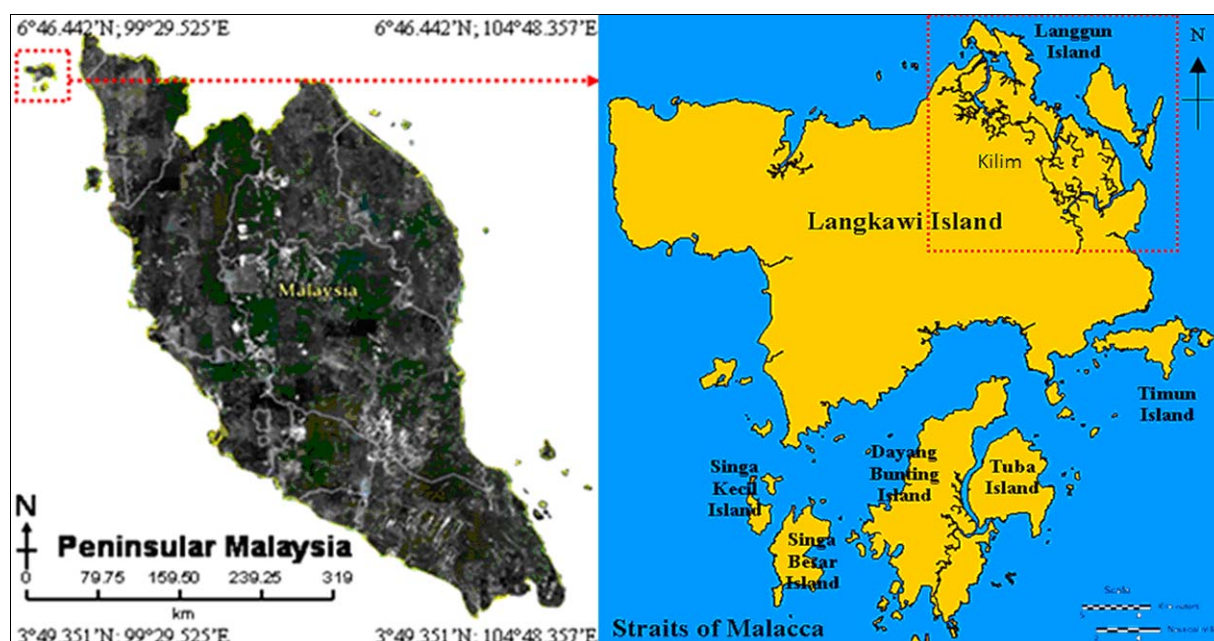 6°46.442'N; 99°29.525'E
6°46.442'N; 104°48.357'E
Malaysia
N
Peninsular Malaysia
0 79.75 159.50 239.25 319
km
3°49.351'N; 99°29.525'E
3°49.351'N; 104°48.357'E
Langgun
Island
N
Kilim
Langkawi Island
Timun
Island
Dayang
Bunting
Island
Tuba
Island
Singa
Kecil
Island
Singa
Besar
Island
Straits of Malacca
Scale